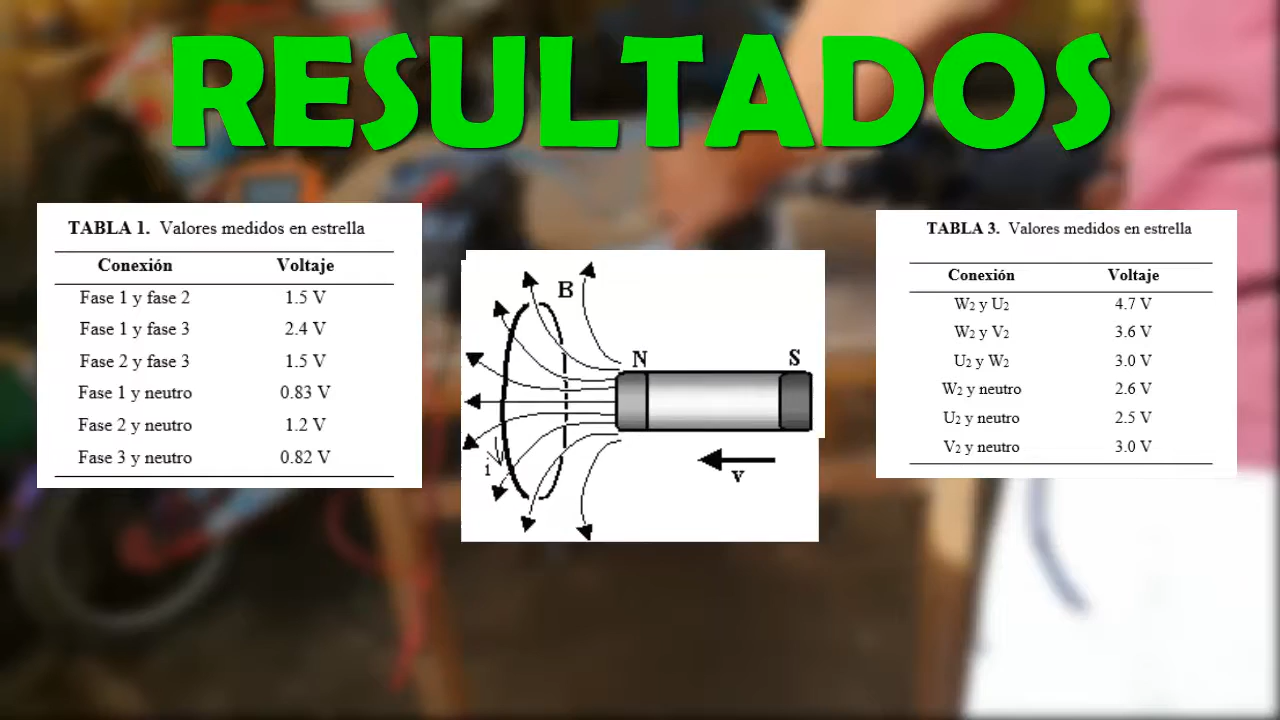 RESULTADOS
TABLA 1. Valores medidos en estrella
Conexión Voltaje
Fase 1 y fase 2 1.5 V
Fase 1 y fase 3 2.4 V
Fase 2 y fase 3 1.5 V
Fase 1 y neutro 0.83 V
Fase 2 y neutro 1.2 V
Fase 3 y neutro 0.82 V
B
N S
i
v
TABLA 3. Valores medidos en estrella
Conexión Voltaje
W₂ y U₂ 4.7 V
W₂ y V₂ 3.6 V
U₂ y W₂ 3.0 V
W₂ y neutro 2.6 V
U₂ y neutro 2.5 V
V₂ y neutro 3.0 V